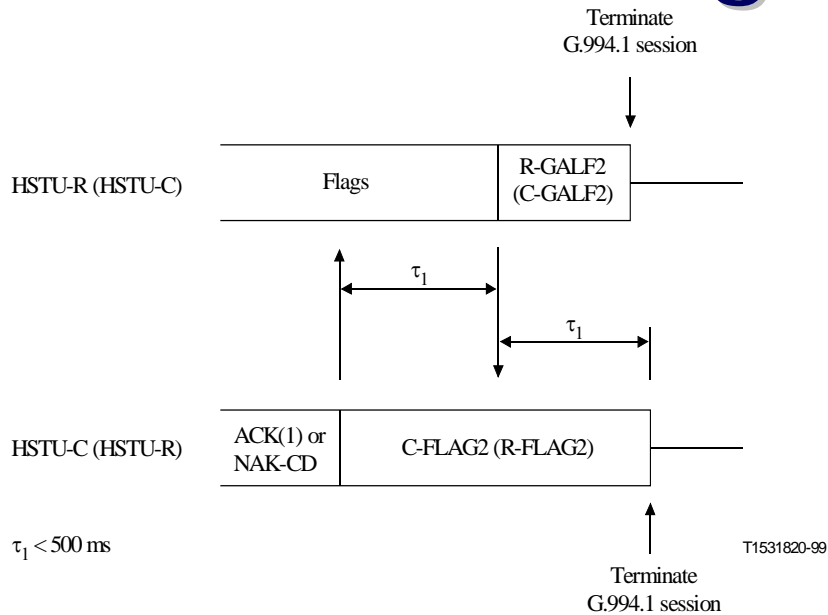 Terminate
G.994.1 session
HSTU-R (HSTU-C)
Flags
R-GALF2
(C-GALF2)
τ1
τ1
HSTU-C (HSTU-R)
ACK(1) or
NAK-CD
C-FLAG2 (R-FLAG2)
τ1 < 500 ms
T1531820-99
Terminate
G.994.1 session